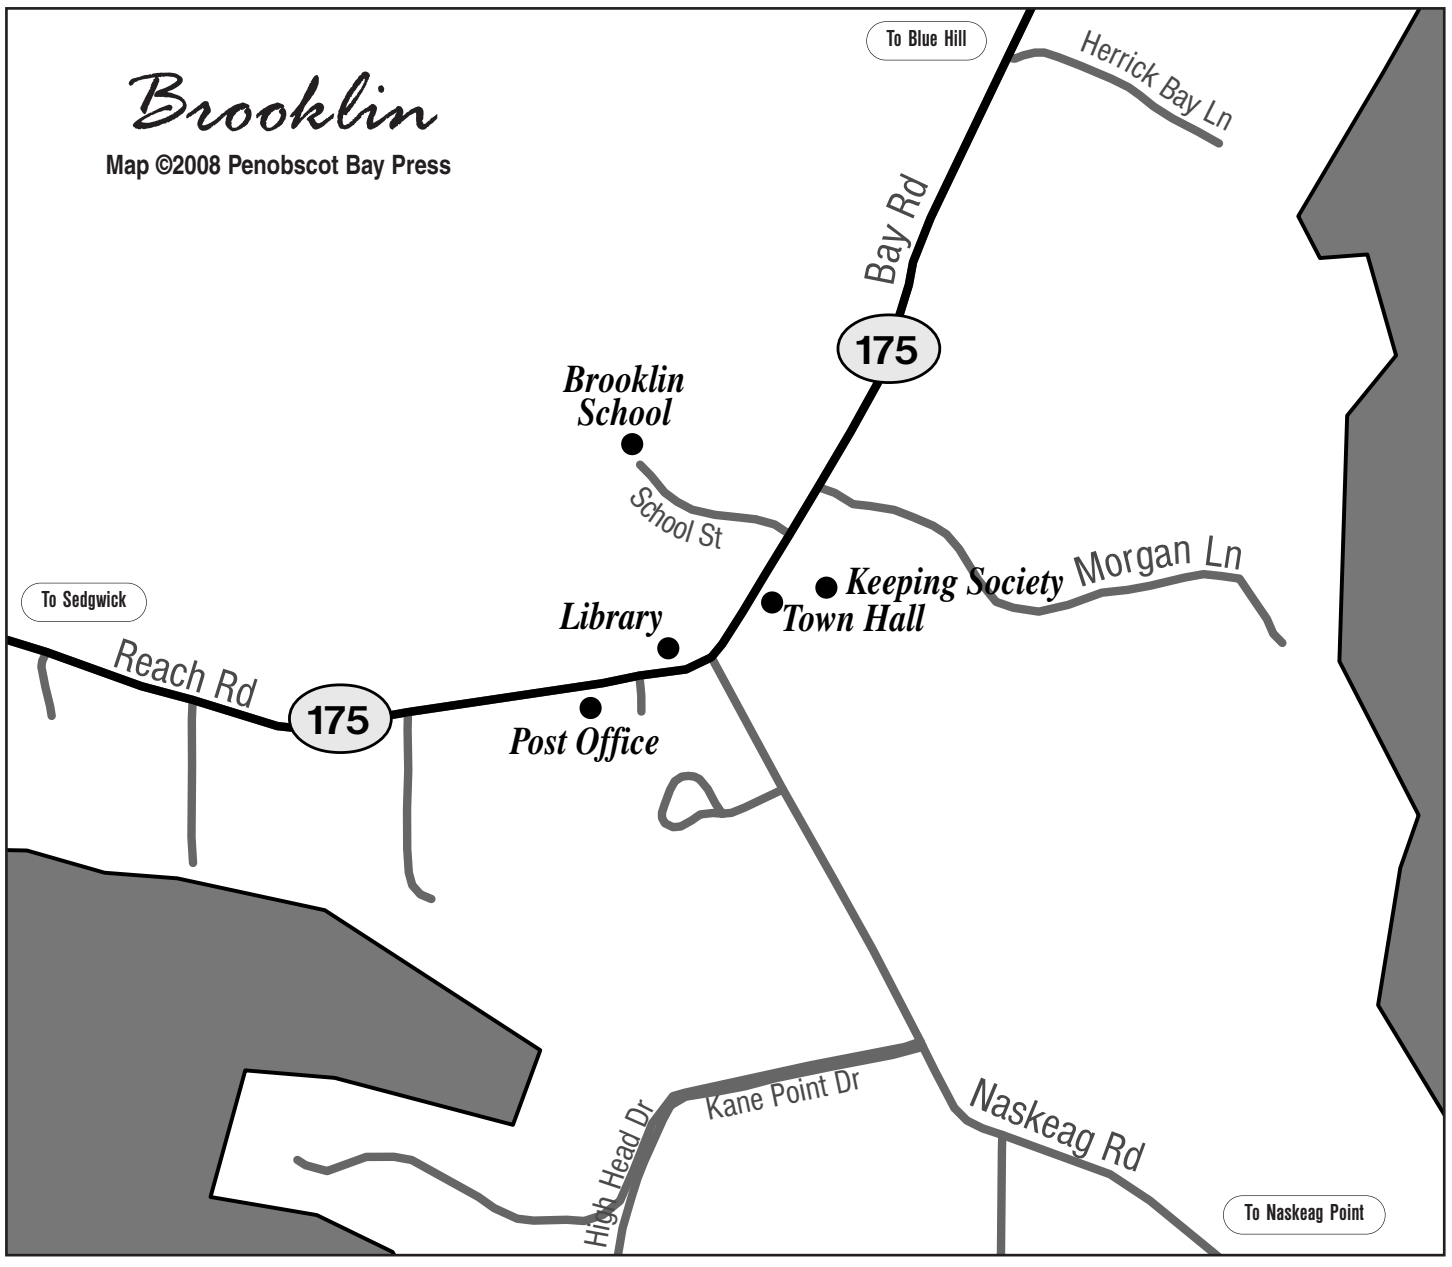 To Blue Hill
Herrick Bay Ln
Brooklin
Map ©2008 Penobscot Bay Press
Bay Rd
175
Brooklin
School
School St
Morgan Ln
Keeping Society
Town Hall
To Sedgwick
Library
Reach Rd
175
Post Office
Kane Point Dr
High Head Dr
Naskeag Rd
To Naskeag Point